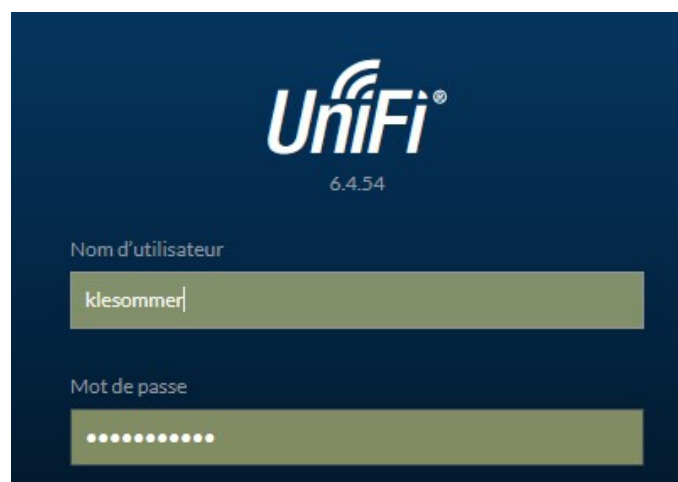 UniFi®
6.4.54
Nom d'utilisateur
klesommer
Mot de passe
•••••••••••